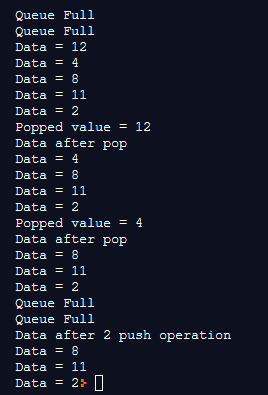 Queue Full
Queue Full
Data = 12
Data = 4
Data = 8
Data = 11
Data = 2
Popped value = 12
Data after pop
Data = 4
Data = 8
Data = 11
Data = 2
Popped value = 4
Data after pop
Data = 8
Data = 11
Data = 2
Queue Full
Queue Full
Data after 2 push operation
Data = 8
Data = 11
Data = 2